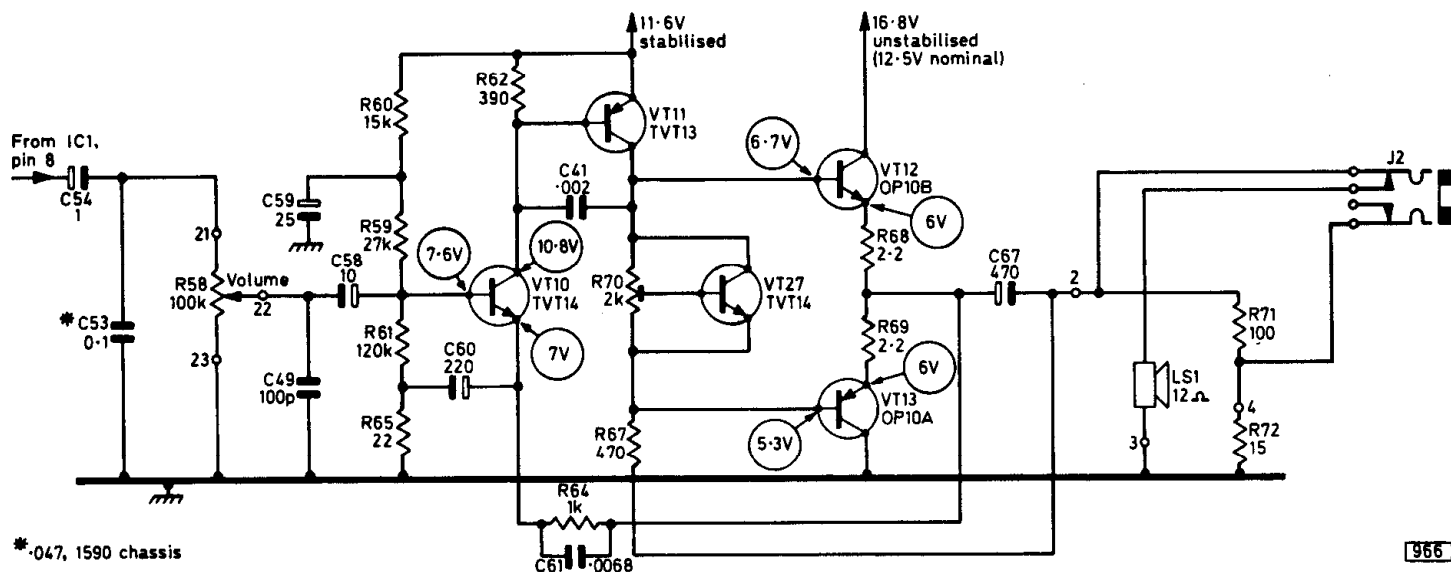 11·6V
stabilised
16·8V
unstabilised
(12·5V nominal)
R62
390
R60
15k
VT11
TVT13
From IC1,
pin 8
C54
1
6·7V
J2
C59
25
C41
·002
VT12
OP10B
R59
27k
6V
21
7·6V
10·8V
R68
2·2
C67
470
C58
10
R58
100k
Volume
22
VT10
TVT14
R70
2k
VT27
TVT14
2
* C53
0·1
R61
120k
R69
2·2
R71
100
7V
6V
23
C60
220
C49
100p
VT13
OP10A
LS1
12Ω
4
R65
22
R67
470
5·3V
3
R72
15
R64
1k
C61
·0068
*·047, 1590 chassis
966